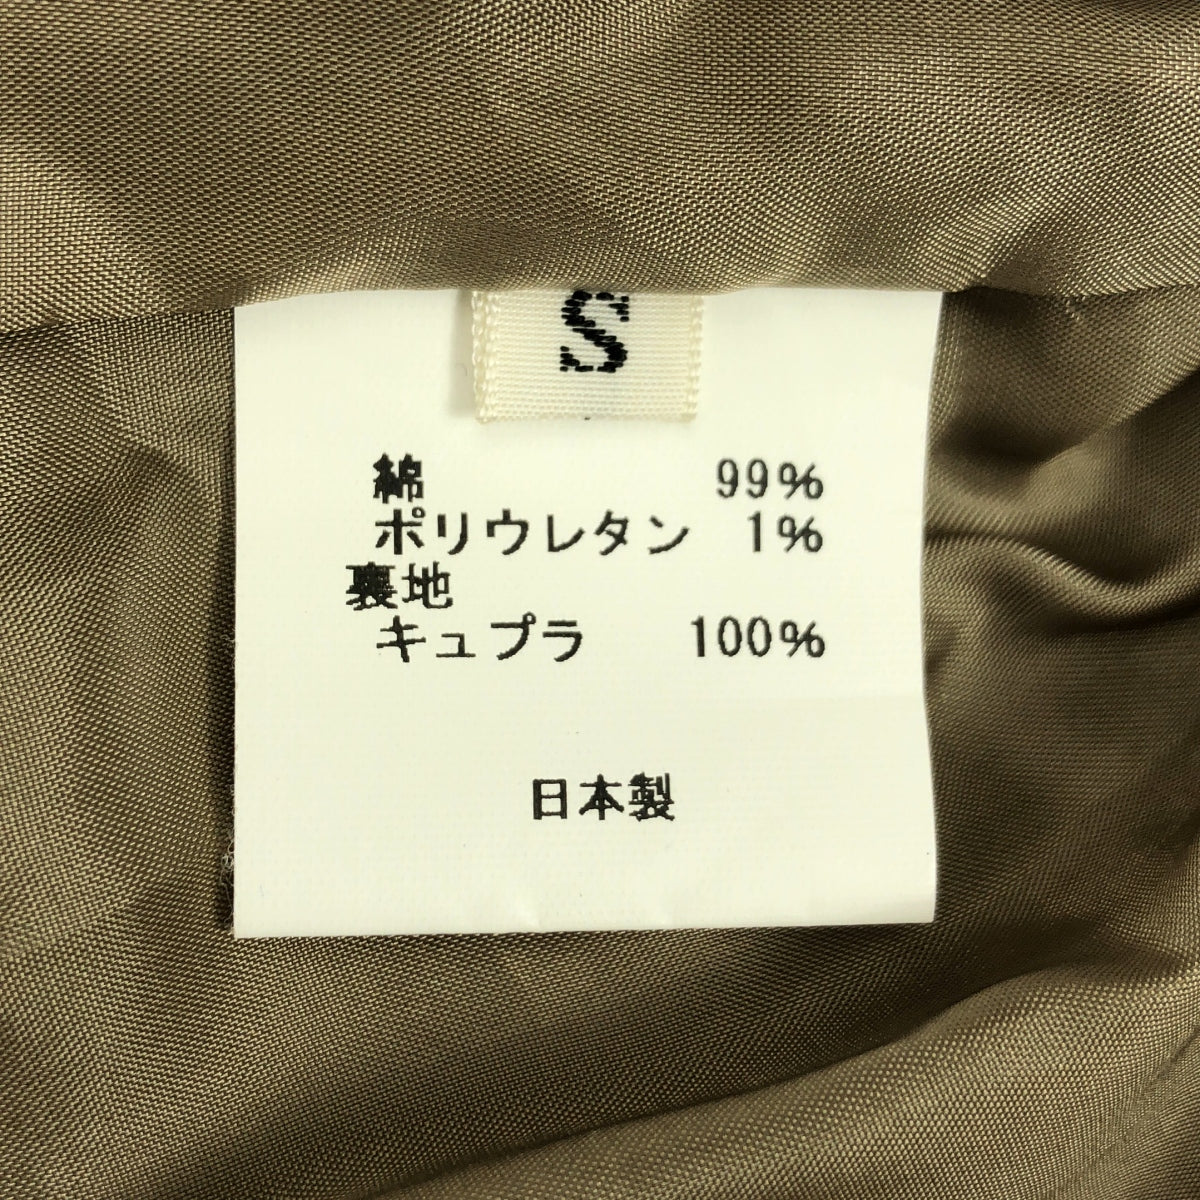 S
綿 99%
ポリウレタン 1%
裏地
キュプラ 100%
日本製